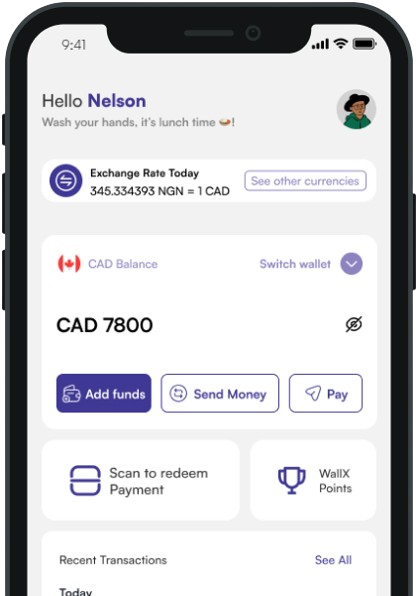 9:41
Hello Nelson
Wash your hands, it's lunch time 🍛!
Exchange Rate Today
345.334393 NGN = 1 CAD
See other currencies
CAD Balance
Switch wallet
CAD 7800
Add funds
Send Money
Pay
Scan to redeem
Payment
WallX
Points
Recent Transactions
See All
Today